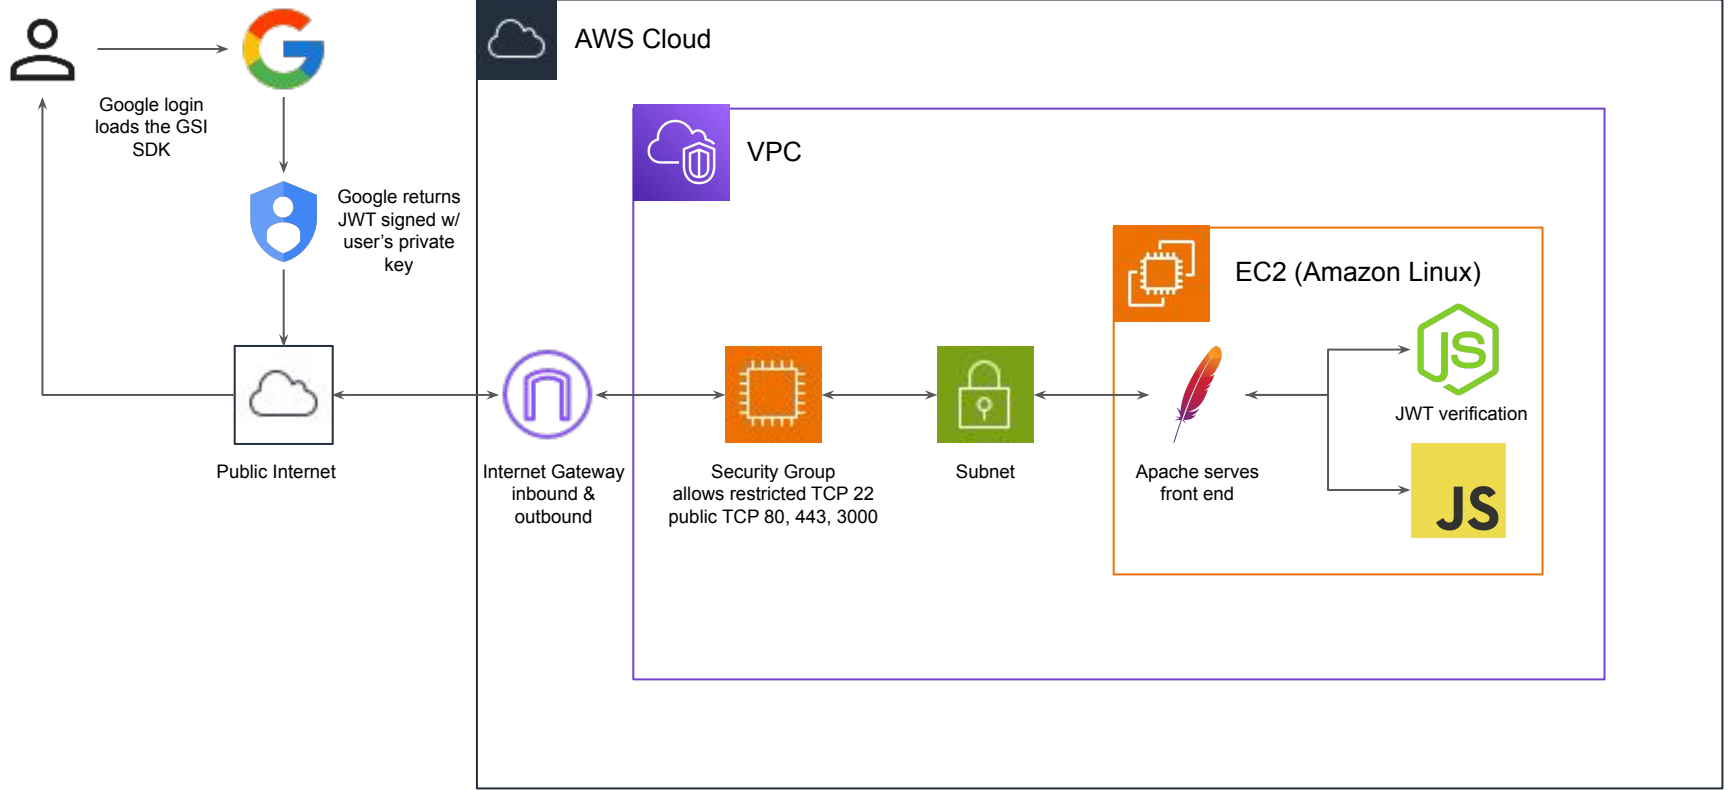 AWS Cloud
Google login
loads the GSI
SDK
VPC
Google returns
JWT signed w/
user's private
key
EC2 (Amazon Linux)
JS
JWT verification
Public Internet
Internet Gateway
inbound &
outbound
Security Group
allows restricted TCP 22
public TCP 80, 443, 3000
Subnet
Apache serves
front end
JS